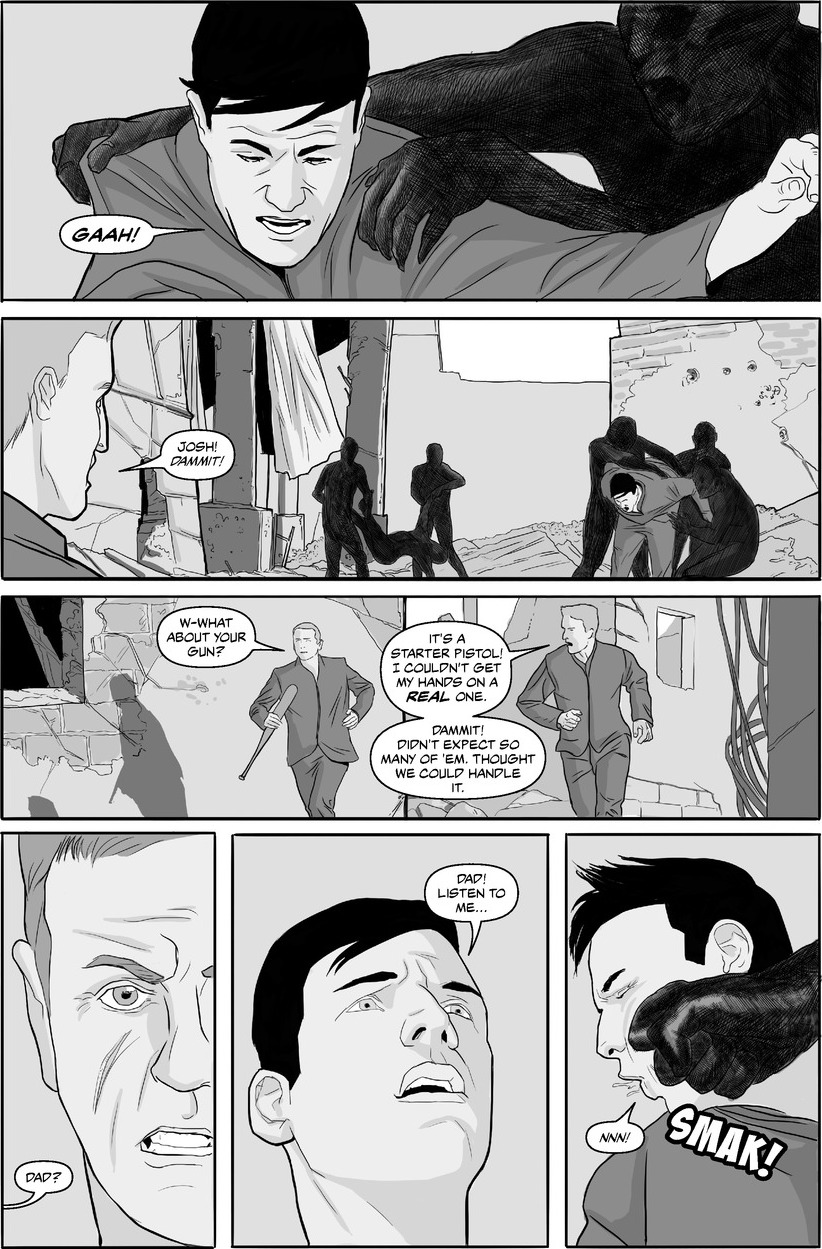 GAAH!
JOSH!
DAMMIT!
W-WHAT
ABOUT YOUR
GUN?
IT'S A
STARTER PISTOL!
I COULDN'T GET
MY HANDS ON A
REAL ONE.
DAMMIT!
DIDN'T EXPECT SO
MANY OF 'EM. THOUGHT
WE COULD HANDLE
IT.
DAD?
DAD!
LISTEN TO
ME...
NNN!
SMAK!